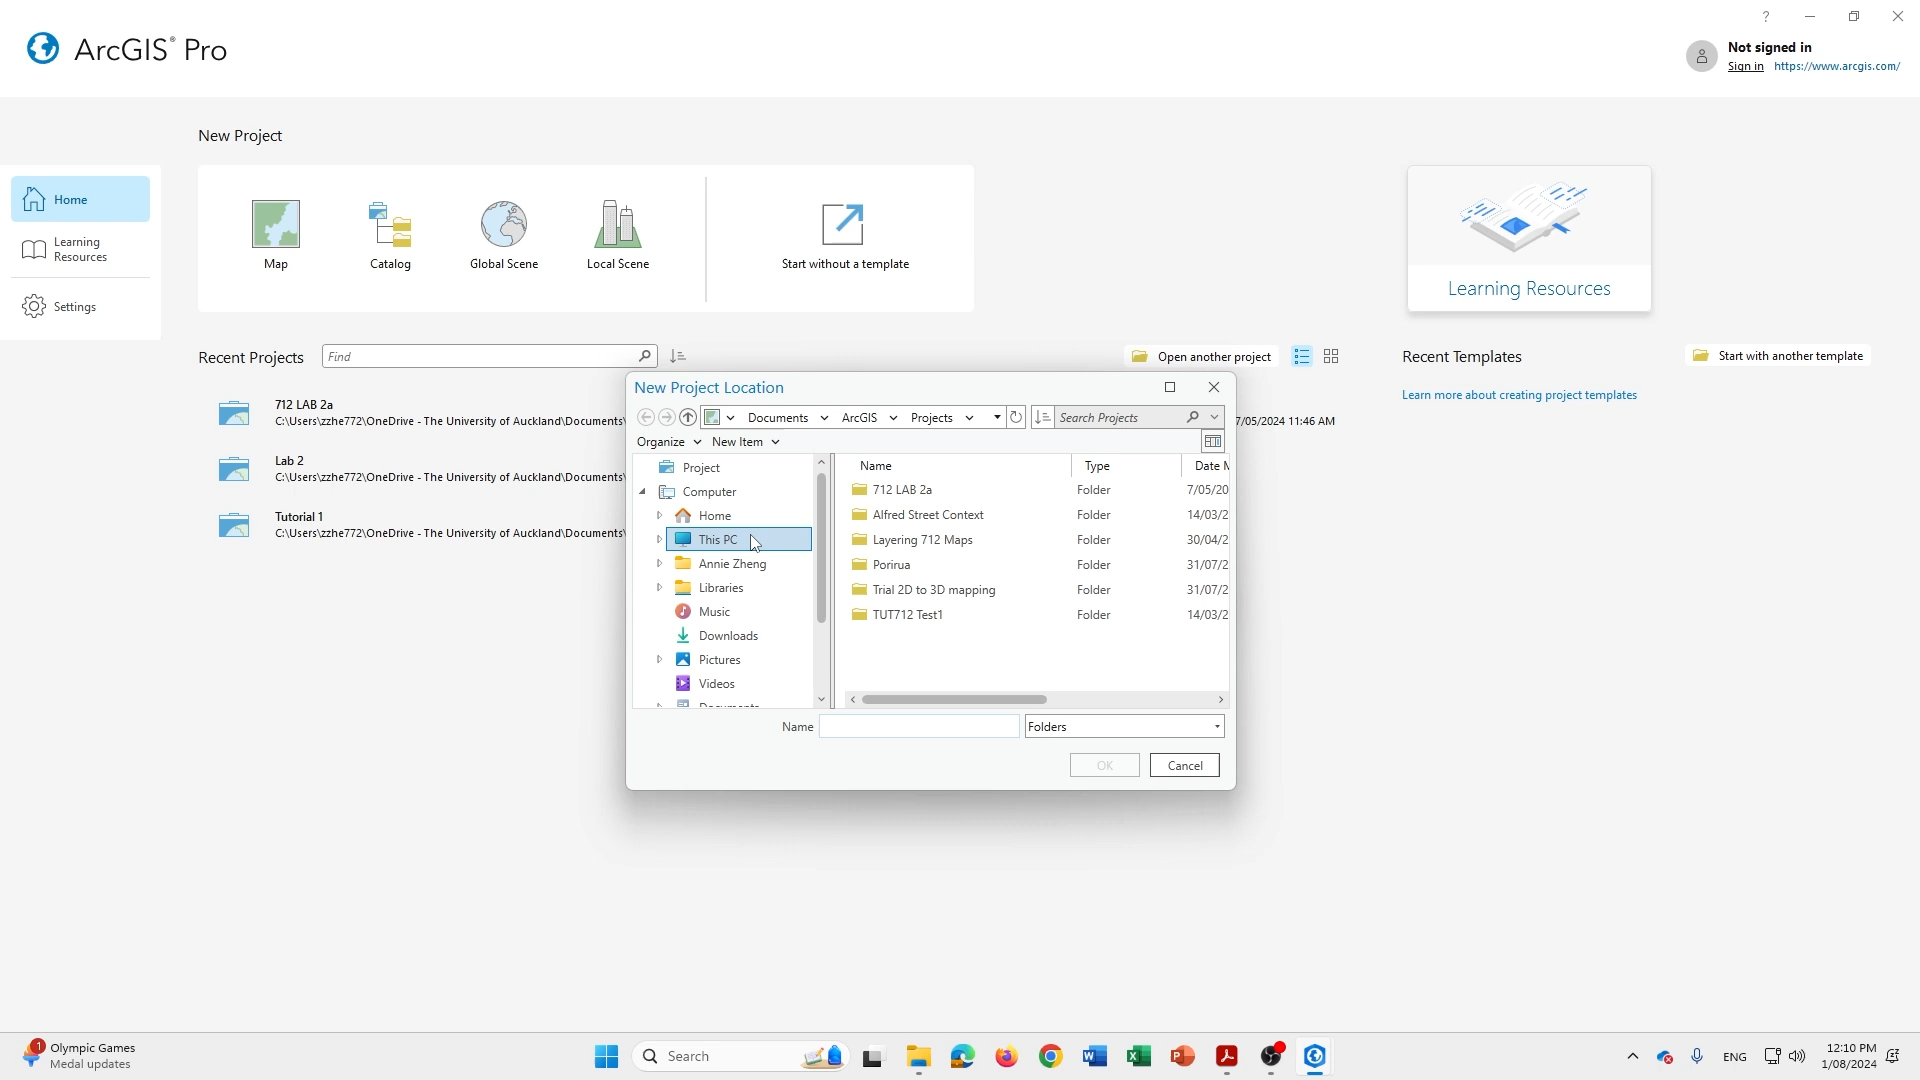 ArcGIS® Pro
Not signed in
Sign in https://www.arcgis.com/
New Project
Home
Learning
Resources
Settings
Map
Catalog
Global Scene
Local Scene
Start without a template
Learning Resources
Recent Projects
Find
Open another project
Recent Templates
Start with another template
Learn more about creating project templates
712 LAB 2a
C:\Users\zzhe772\OneDrive - The University of Auckland\Documents\
7/05/2024 11:46 AM
Lab 2
C:\Users\zzhe772\OneDrive - The University of Auckland\Documents\
Tutorial 1
C:\Users\zzhe772\OneDrive - The University of Auckland\Documents\
New Project Location
Documents ArcGIS Projects
Search Projects
Organize New Item
Project
Computer
Home
This PC
Annie Zheng
Libraries
Music
Downloads
Pictures
Videos
Name Type Date M
712 LAB 2a Folder 7/05/20
Alfred Street Context Folder 14/03/2
Layering 712 Maps Folder 30/04/2
Porirua Folder 31/07/2
Trial 2D to 3D mapping Folder 31/07/2
TUT712 Test1 Folder 14/03/2
Name
Folders
OK Cancel
1
Olympic Games
Medal updates
Search
ENG
12:10 PM
1/08/2024